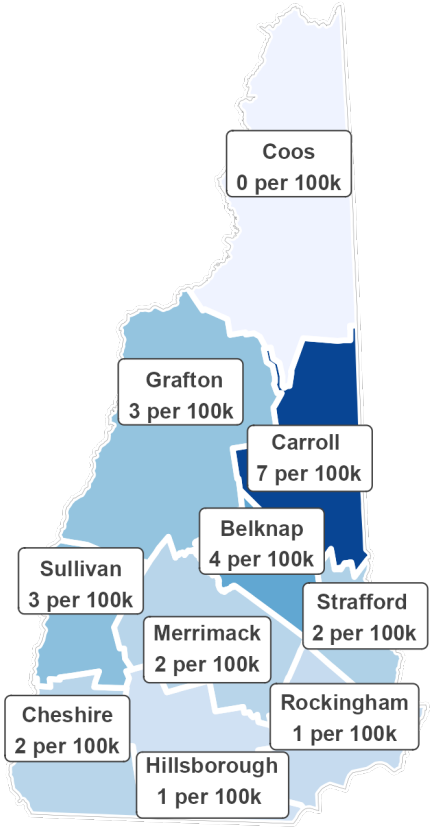 Coos
0 per 100k
Grafton
3 per 100k
Carroll
7 per 100k
Belknap
4 per 100k
Sullivan
3 per 100k
Strafford
2 per 100k
Merrimack
2 per 100k
Rockingham
1 per 100k
Cheshire
2 per 100k
Hillsborough
1 per 100k